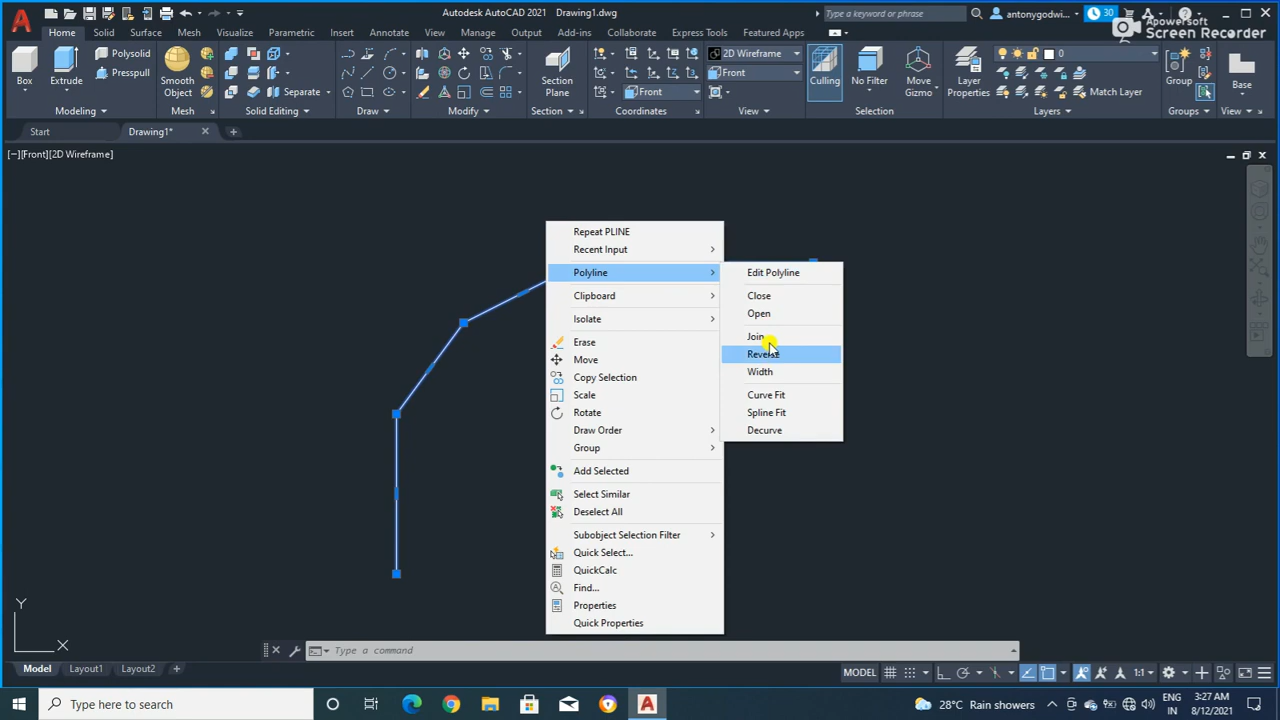 Autodesk AutoCAD 2021 Drawing1.dwg
Type a keyword or phrase
antonygodwi...
30
Apowersoft
Screen Recorder
Home Solid Surface Mesh Visualize Parametric Insert Annotate View Manage Output Add-ins Collaborate Express Tools Featured Apps
Box
Extrude
Polysolid
Presspull
Smooth
Object
Separate
Section
Plane
Front
2D Wireframe
Front
Culling
No Filter
Move
Gizmo
Layer
Properties
0
Match Layer
Group
Base
Modeling Solid Editing Draw Modify Section Coordinates View Selection Layers Groups View
Start
Drawing1*
[−][Front][2D Wireframe]
Repeat PLINE
Recent Input
Polyline
Clipboard
Isolate
Erase
Move
Copy Selection
Scale
Rotate
Draw Order
Group
Add Selected
Select Similar
Deselect All
Subobject Selection Filter
Quick Select...
QuickCalc
Find...
Properties
Quick Properties
Edit Polyline
Close
Open
Join
Reverse
Width
Curve Fit
Spline Fit
Decurve
Y
X
Type a command
Model Layout1 Layout2
MODEL
1:1
Type here to search
28°C Rain showers
ENG
IN
3:27 AM
8/12/2021